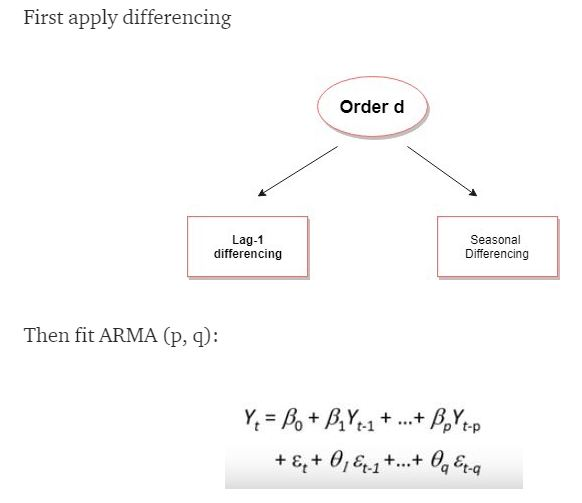 First apply differencing
Order d
Lag-1
differencing
Seasonal
Differencing
Then fit ARMA (p, q):
Yₜ = β₀ + β₁Yₜ₋₁ + ...+ βₚYₜ₋ₚ
+ εₜ + θ₁ εₜ₋₁ +...+ θq εt-q